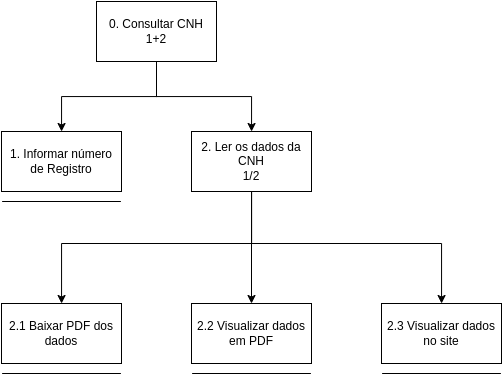 0. Consultar CNH
1+2
1. Informar número
de Registro
2. Ler os dados da
CNH
1/2
2.1 Baixar PDF dos
dados
2.2 Visualizar dados
em PDF
2.3 Visualizar dados
no site